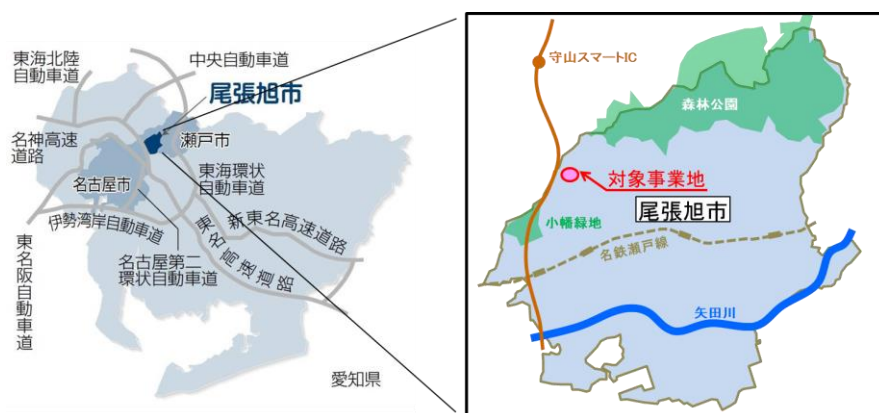 東海北陸
自動車道
中央自動車道
尾張旭市
名神高速
道路
瀬戸市
名古屋市
東海環状
自動車道
伊勢湾岸自動車道
新東名高速道路
東名高速道路
東名阪自動車道
名古屋第二
環状自動車道
愛知県
守山スマートIC
森林公園
対象事業地
尾張旭市
小幡緑地
名鉄瀬戸線
矢田川